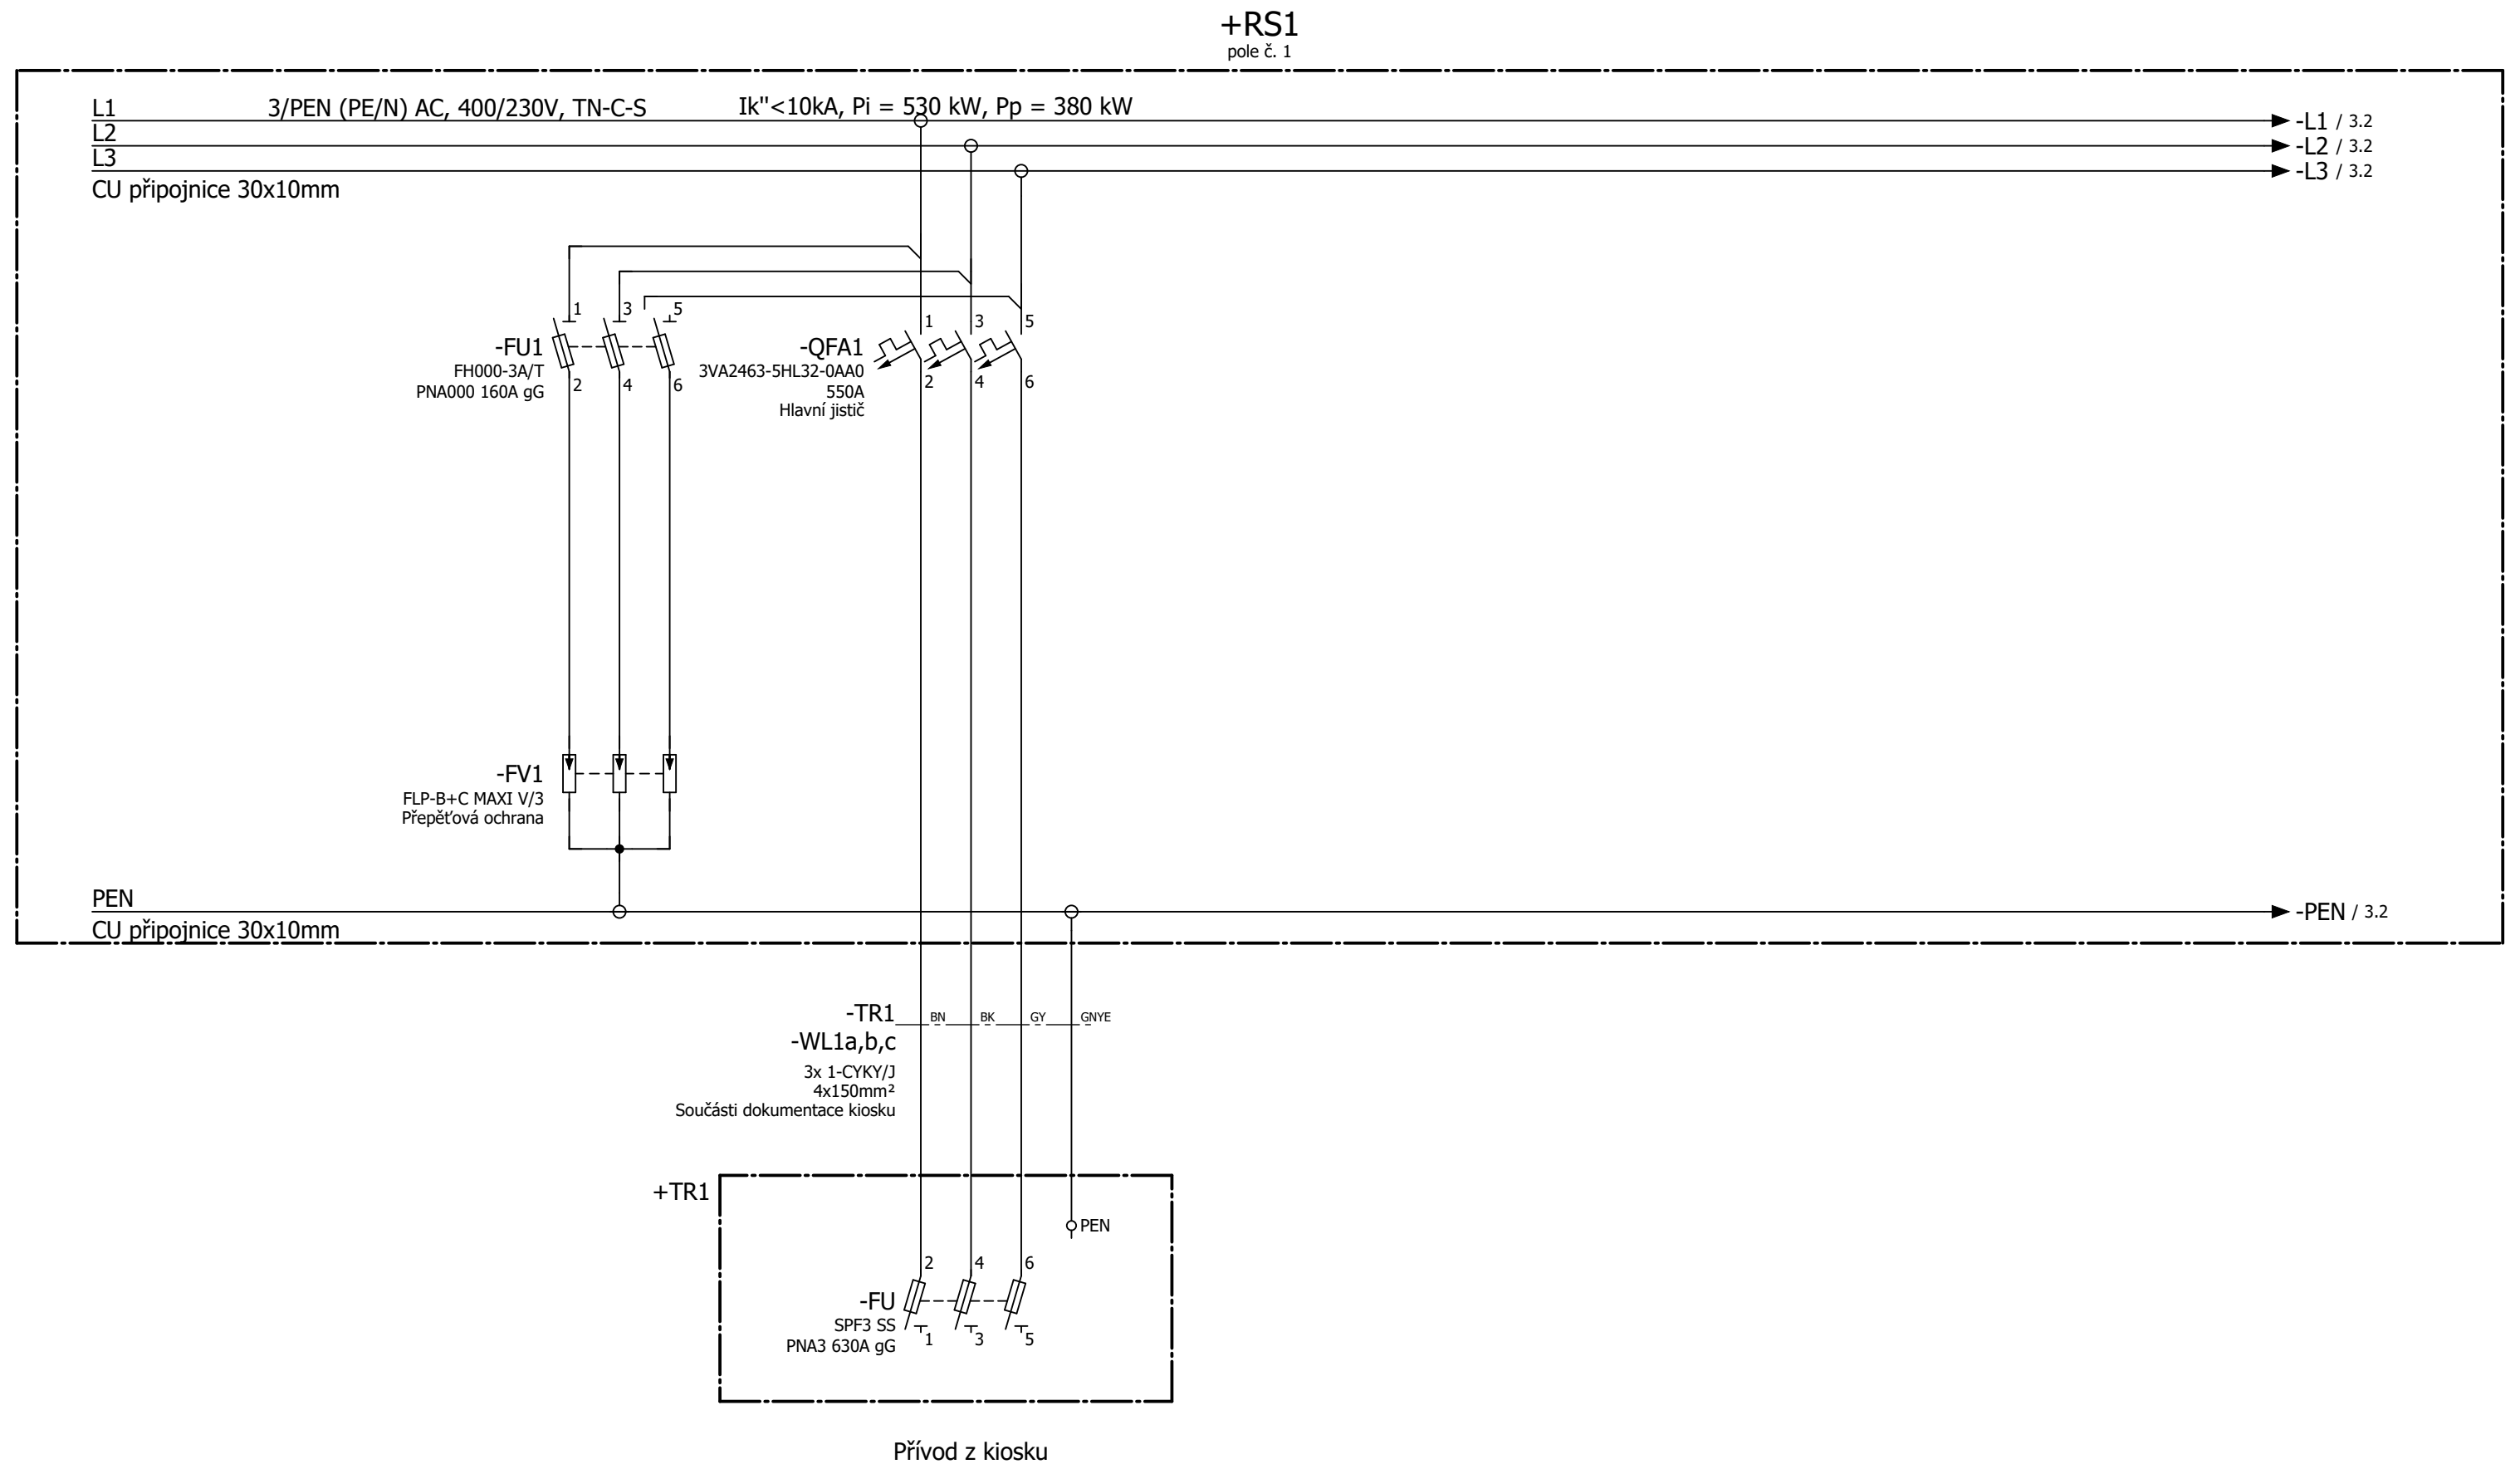 +RS1
pole č. 1
L1
3/PEN (PE/N) AC, 400/230V, TN-C-S
Ik"<10kA, Pi = 530 kW, Pp = 380 kW
-L1 / 3.2
L2
-L2 / 3.2
L3
-L3 / 3.2
CU připojnice 30x10mm
1
3
5
-FU1
FH000-3A/T
PNA000 160A gG
2
4
6
1
3
5
-QFA1
3VA2463-5HL32-0AA0
550A
Hlavní jistič
2
4
6
-FV1
FLP-B+C MAXI V/3
Přepěťová ochrana
PEN
-PEN / 3.2
CU připojnice 30x10mm
-TR1
BN
BK
GY
GNYE
-WL1a,b,c
3x 1-CYKY/J
4x150mm²
Součásti dokumentace kiosku
+TR1
PEN
2
4
6
-FU
SPF3 SS
PNA3 630A gG
1
3
5
Přívod z kiosku